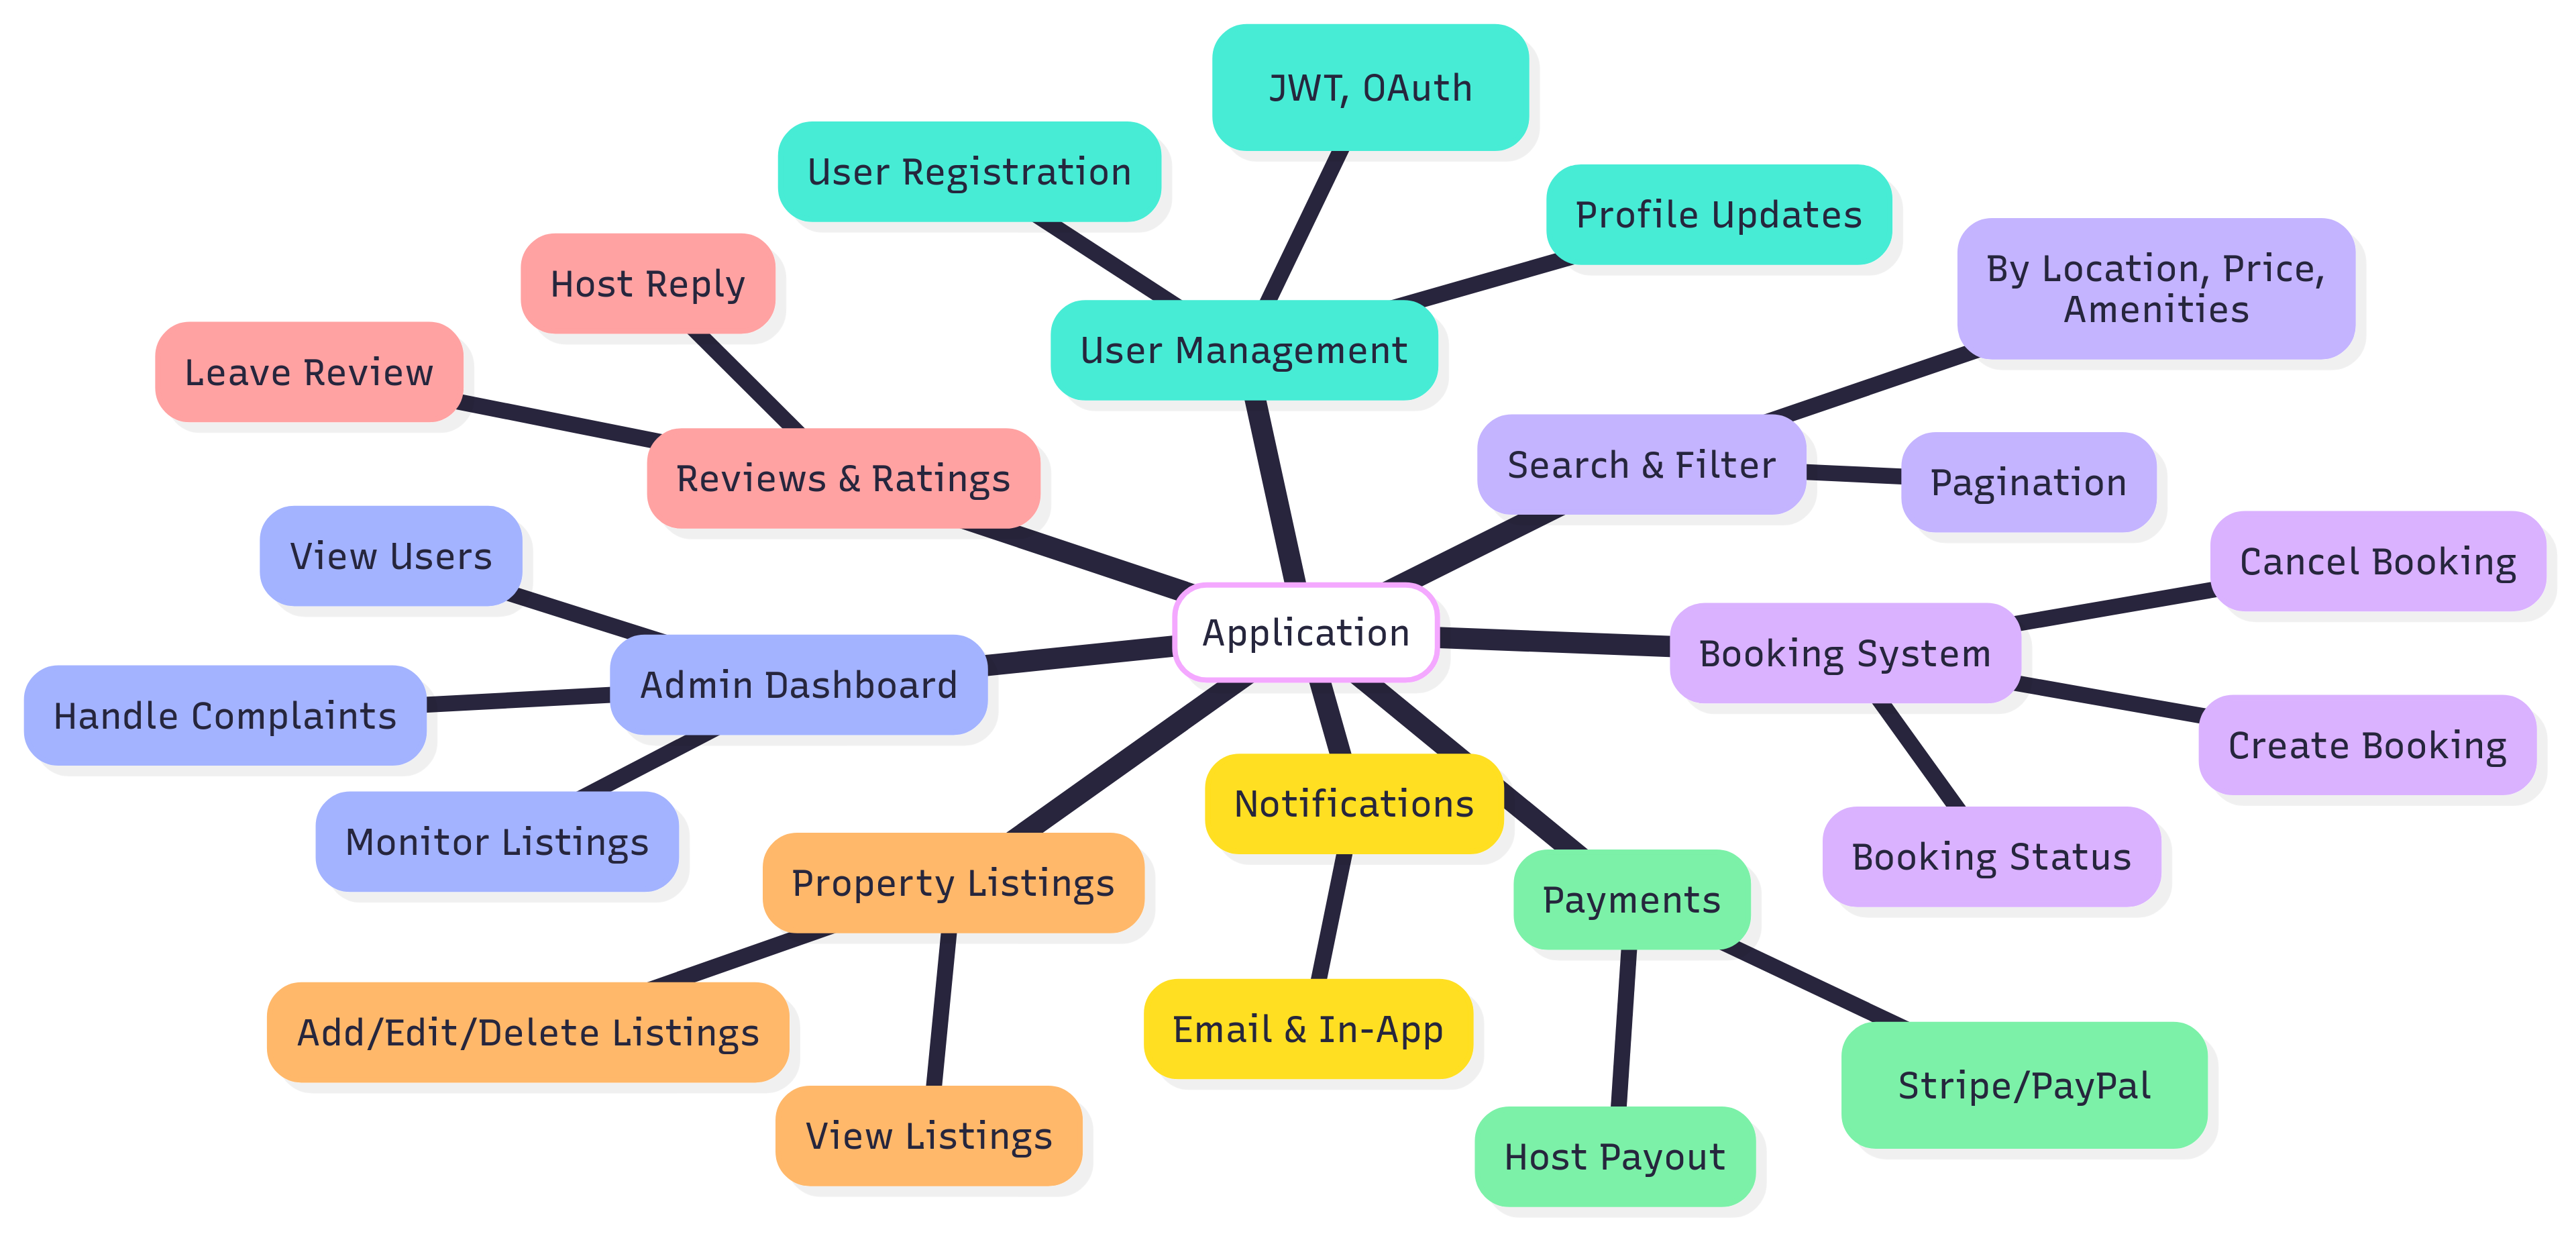 JWT, OAuth
User Registration
Profile Updates
Host Reply
By Location, Price,
Amenities
User Management
Leave Review
Search & Filter
Reviews & Ratings
Pagination
View Users
Cancel Booking
Application
Booking System
Admin Dashboard
Handle Complaints
Create Booking
Notifications
Monitor Listings
Booking Status
Property Listings
Payments
Add/Edit/Delete Listings
Email & In-App
Stripe/PayPal
View Listings
Host Payout